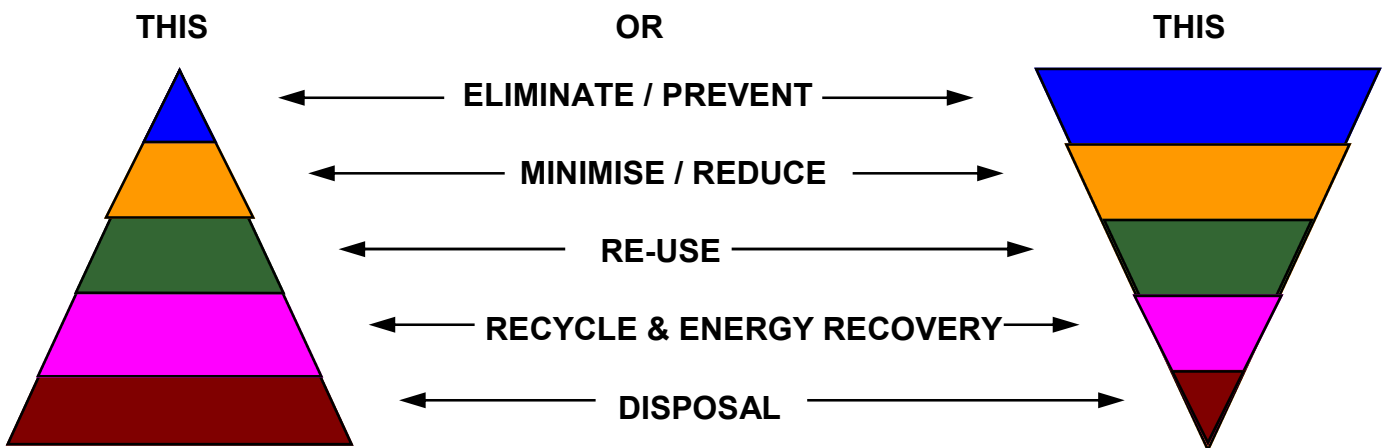 THIS OR THIS
ELIMINATE / PREVENT
MINIMISE / REDUCE
RE-USE
RECYCLE & ENERGY RECOVERY
DISPOSAL